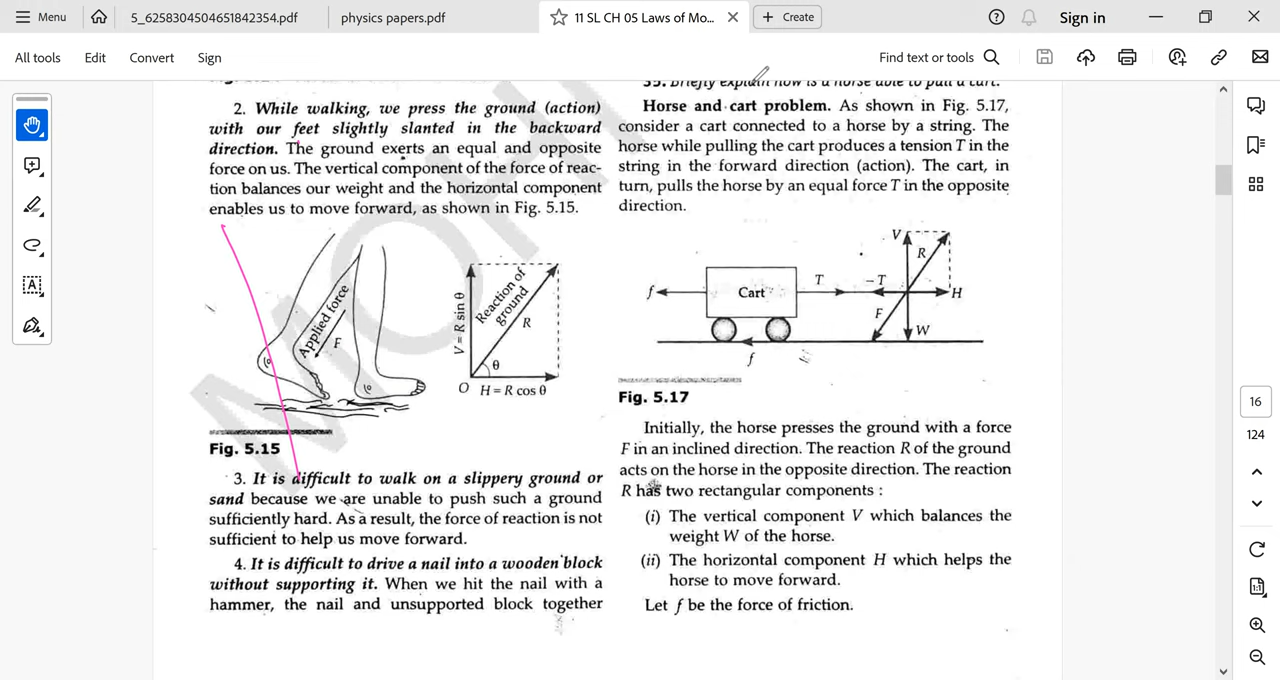 Menu
5_6258304504651842354.pdf
physics papers.pdf
11 SL CH 05 Laws of Mo...
Create
Sign in
All tools
Edit
Convert
Sign
Find text or tools
2. While walking, we press the ground (action)
with our feet slightly slanted in the backward
direction. The ground exerts an equal and opposite
force on us. The vertical component of the force of reac-
tion balances our weight and the horizontal component
enables us to move forward, as shown in Fig. 5.15.
Applied force
F
V = R sin θ
Reaction of
ground
R
θ
O
H = R cos θ
Fig. 5.15
3. It is difficult to walk on a slippery ground or
sand because we are unable to push such a ground
sufficiently hard. As a result, the force of reaction is not
sufficient to help us move forward.
4. It is difficult to drive a nail into a wooden block
without supporting it. When we hit the nail with a
hammer, the nail and unsupported block together
35. Briefly explain how is a horse able to pull a cart.
Horse and cart problem. As shown in Fig. 5.17,
consider a cart connected to a horse by a string. The
horse while pulling the cart produces a tension T in the
string in the forward direction (action). The cart, in
turn, pulls the horse by an equal force T in the opposite
direction.
V
R
f
Cart
T
– T
H
F
W
f
Fig. 5.17
Initially, the horse presses the ground with a force
F in an inclined direction. The reaction R of the ground
acts on the horse in the opposite direction. The reaction
R has two rectangular components :
(i) The vertical component V which balances the
weight W of the horse.
(ii) The horizontal component H which helps the
horse to move forward.
Let f be the force of friction.
16
124